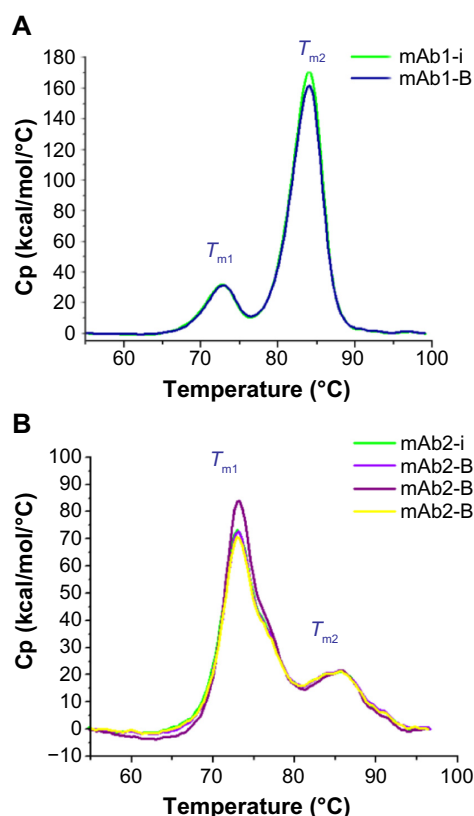 A
Tm1
Tm2
mAb1-i
mAb1-B
180
160
140
120
100
80
60
40
20
0
Cp (kcal/mol/°C)
60 70 80 90 100
Temperature (°C)
B
Tm1
Tm2
mAb2-i
mAb2-B
mAb2-B
mAb2-B
100
90
80
70
60
50
40
30
20
10
0
−10
Cp (kcal/mol/°C)
60 70 80 90 100
Temperature (°C)